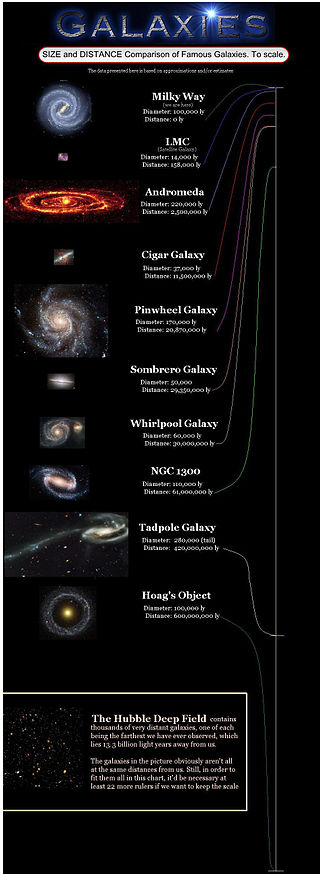 GALAXIES
SIZE and DISTANCE Comparison of Famous Galaxies. To scale.
The data presented here is based on approximations and/or estimates
Milky Way
(we are here)
Diameter: 100,000 ly
Distance: 0 ly
LMC
(Satellite Galaxy)
Diameter: 14,000 ly
Distance: 158,000 ly
Andromeda
Diameter: 220,000 ly
Distance: 2,500,000 ly
Cigar Galaxy
Diameter: 37,000 ly
Distance: 11,500,000 ly
Pinwheel Galaxy
Diameter: 170,000 ly
Distance: 20,870,000 ly
Sombrero Galaxy
Diameter: 50,000
Distance: 29,350,000 ly
Whirlpool Galaxy
Diameter: 60,000 ly
Distance: 30,000,000 ly
NGC 1300
Diameter: 110,000 ly
Distance: 61,000,000 ly
Tadpole Galaxy
Diameter: 280,000 (tail)
Distance: 420,000,000 ly
Hoag's Object
Diameter: 100,000 ly
Distance: 600,000,000 ly
The Hubble Deep Field contains
thousands of very distant galaxies, one of each
being the farthest we have ever observed, which
lies 13.3 billion light years away from us.
The galaxies in the picture obviously aren't all
at the same distances from us. Still, in order to
fit them all in this chart, it'd be necessary at
least 22 more rulers if we want to keep the scale